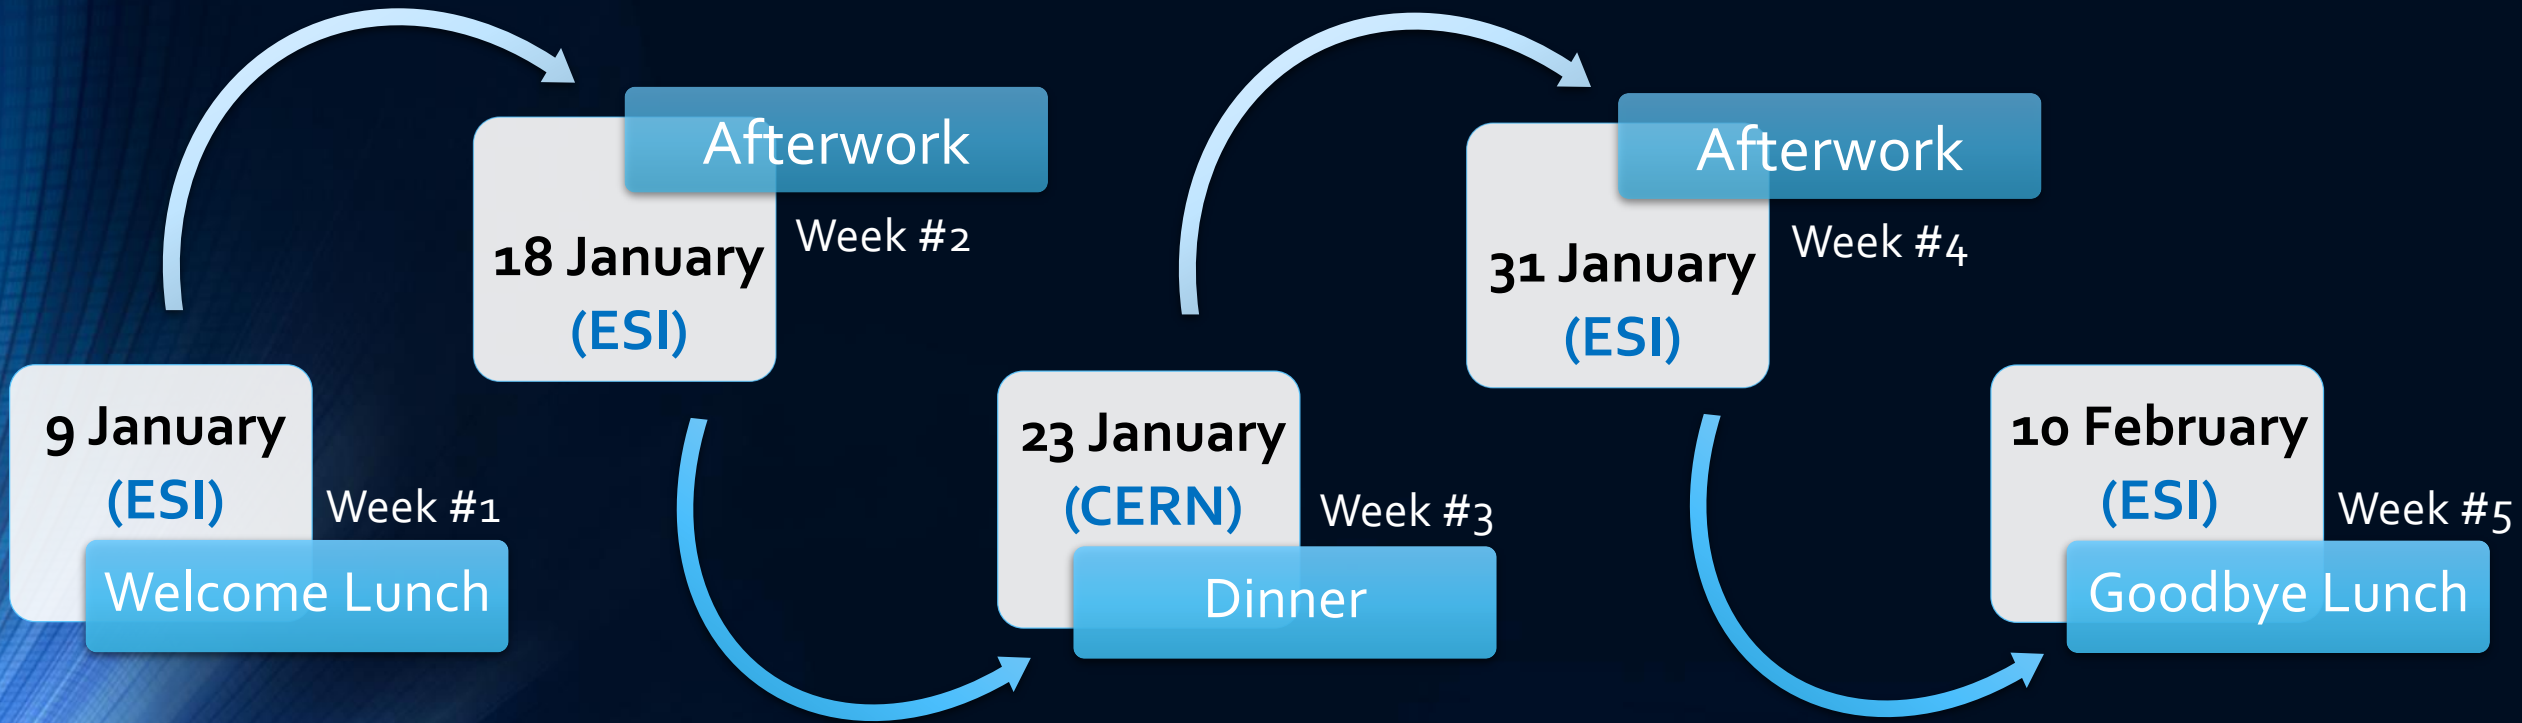 9 January
(ESI)
Week #1
Welcome Lunch
Afterwork
18 January
(ESI)
Week #2
23 January
(CERN)
Week #3
Dinner
Afterwork
31 January
(ESI)
Week #4
10 February
(ESI)
Week #5
Goodbye Lunch